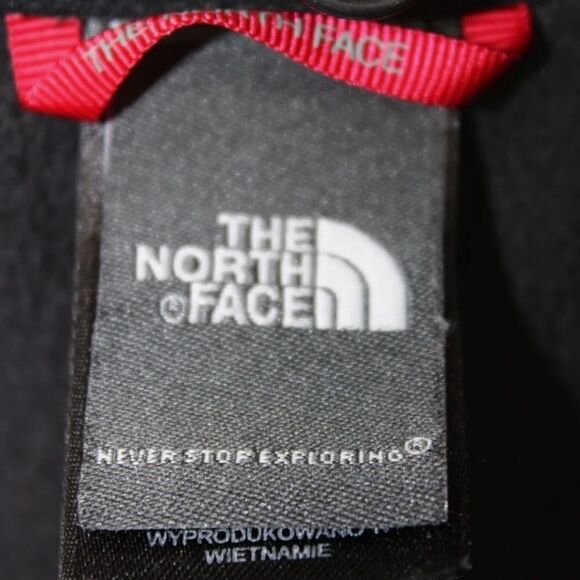 THE NORTH FACE
THE
NORTH
®FACE
NEVER STOP EXPLORING®
WYPRODUKOWANO W
WIETNAMIE